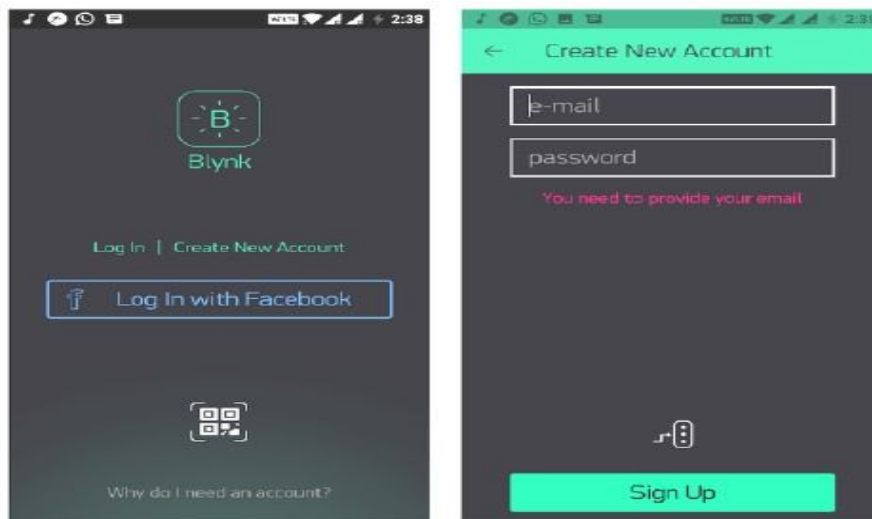 2:38
B
Blynk
Log In | Create New Account
f Log In with Facebook
Why do I need an account?
Create New Account
e-mail
password
You need to provide your email
Sign Up